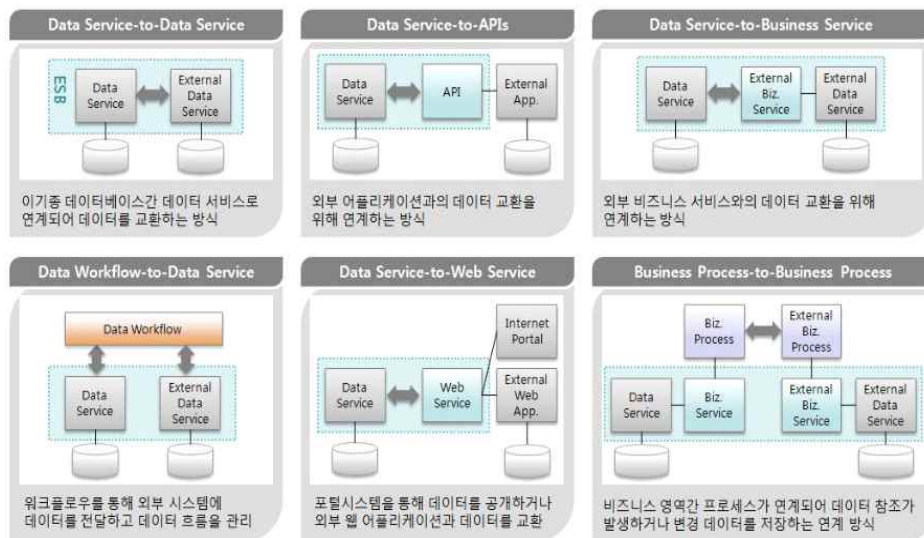 Data Service-to-Data Service
ESB
Data
Service
External
Data
Service
이기종 데이터베이스간 데이터 서비스로
연계되어 데이터를 교환하는 방식
Data Service-to-APIs
Data
Service
API
External
App.
외부 어플리케이션과의 데이터 교환을
위해 연계하는 방식
Data Service-to-Business Service
Data
Service
External
Biz.
Service
External
Data
Service
외부 비즈니스 서비스와의 데이터 교환을 위해
연계하는 방식
Data Workflow-to-Data Service
Data Workflow
Data
Service
External
Data
Service
워크플로우를 통해 외부 시스템에
데이터를 전달하고 데이터 흐름을 관리
Data Service-to-Web Service
Internet
Portal
Data
Service
Web
Service
External
Web
App.
포털시스템을 통해 데이터를 공개하거나
외부 웹 어플리케이션과 데이터를 교환
Business Process-to-Business Process
Biz.
Process
External
Biz.
Process
Data
Service
Biz.
Service
External
Biz.
Service
External
Data
Service
비즈니스 영역간 프로세스가 연계되어 데이터 참조가
발생하거나 변경 데이터를 저장하는 연계 방식